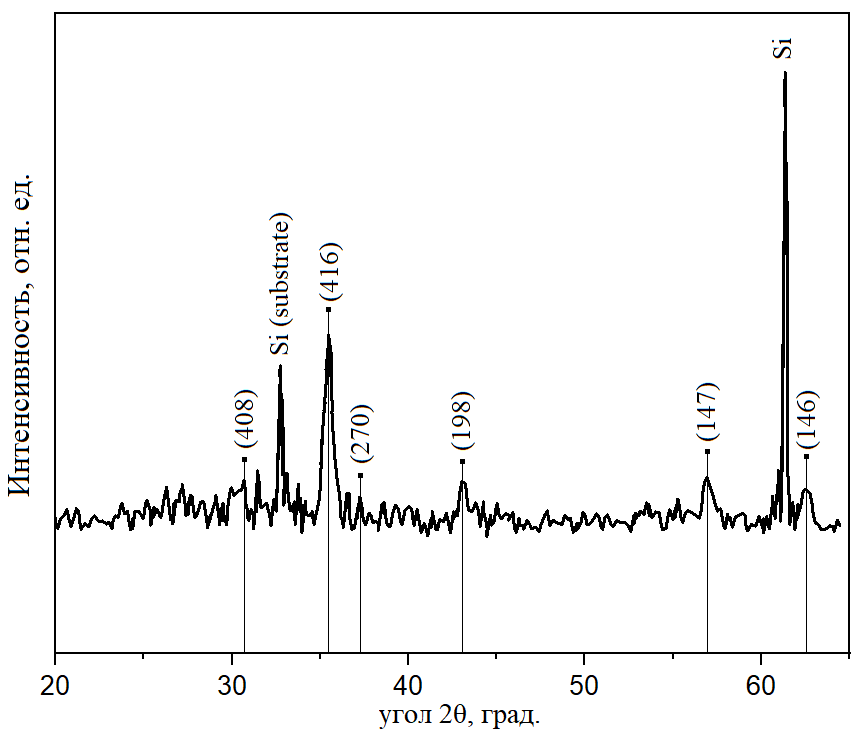 Si
Si (substrate)
(416)
(408)
(270)
(198)
(147)
(146)
Интенсивность, отн. ед.
20
30
40
50
60
угол 2θ, град.